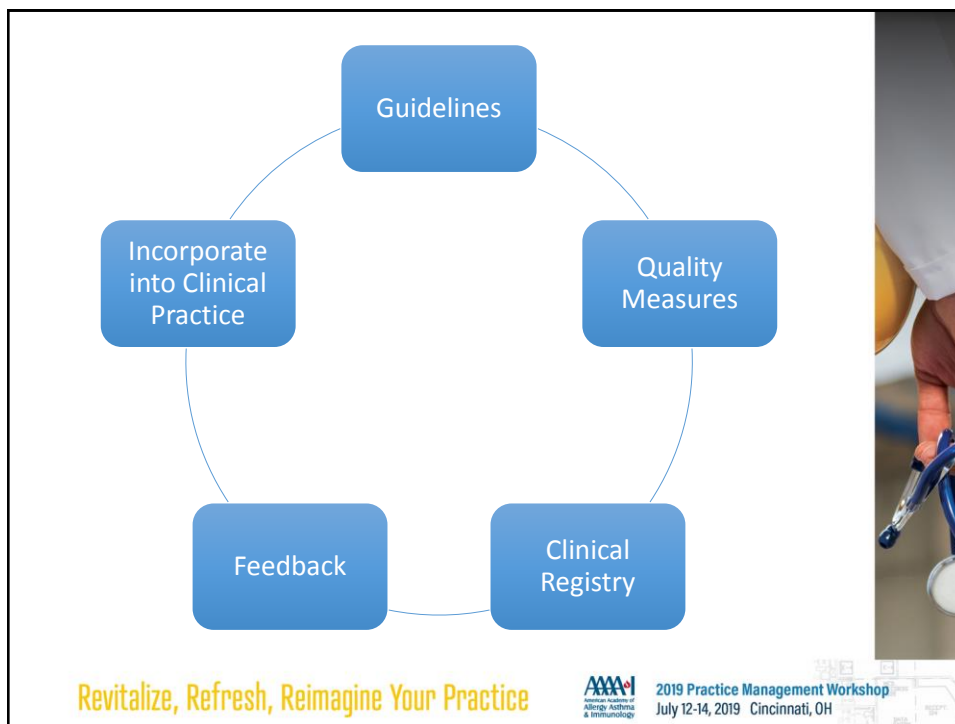 Guidelines
Incorporate
into Clinical
Practice
Quality
Measures
Feedback
Clinical
Registry
Revitalize, Refresh, Reimagine Your Practice
AAAAI
American Academy of
Allergy Asthma
& Immunology
2019 Practice Management Workshop
July 12-14, 2019 Cincinnati, OH